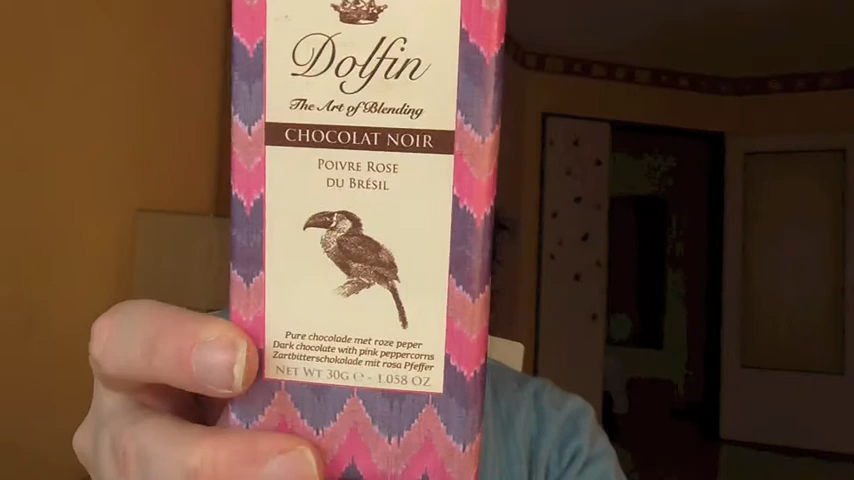 Dolfin
The Art of Blending
CHOCOLAT NOIR
POIVRE ROSE
DU BRÉSIL
Pure chocolade met roze peper
Dark chocolate with pink peppercorns
Zartbitterschokolade mit rosa Pfeffer
NET WT 30G ℮ - 1.058 OZ